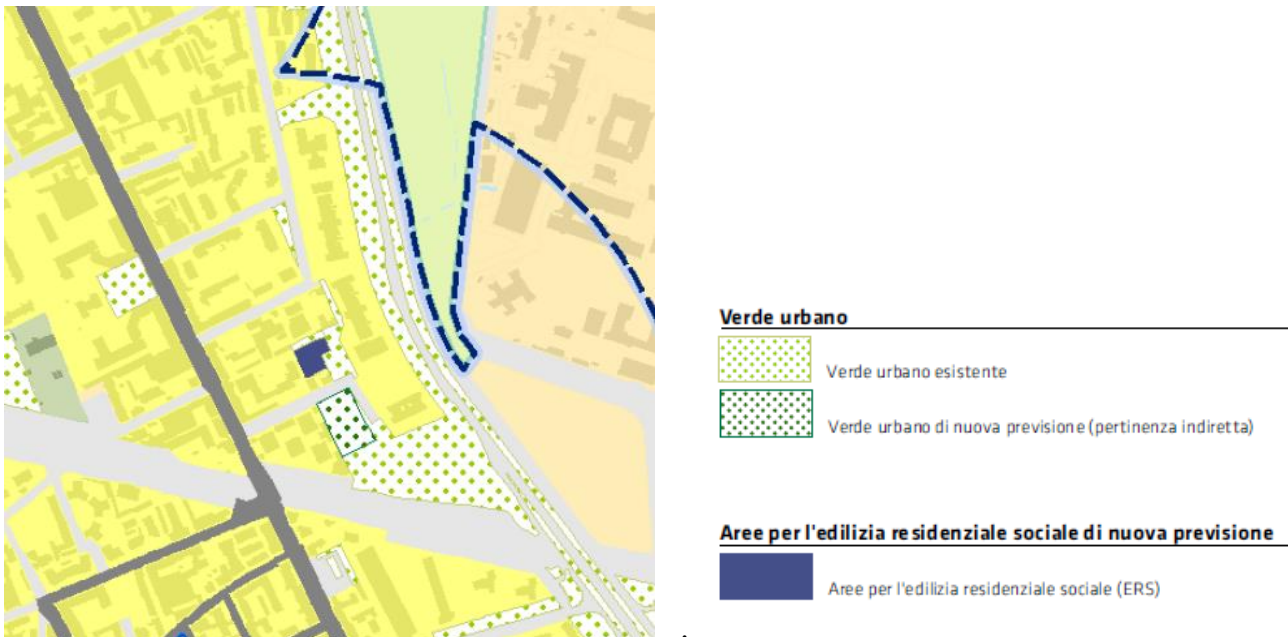 Verde urbano
Verde urbano esistente
Verde urbano di nuova previsione (pertinenza indiretta)
Aree per l'edilizia residenziale sociale di nuova previsione
Aree per l'edilizia residenziale sociale (ERS)